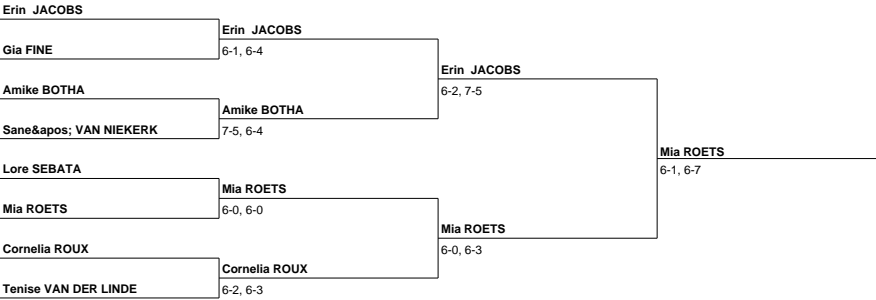 Erin  JACOBS
Erin  JACOBS
Gia FINE
6-1, 6-4
Erin  JACOBS
Amike BOTHA
6-2, 7-5
Amike BOTHA
Sane&apos; VAN NIEKERK
7-5, 6-4
Mia ROETS
Lore SEBATA
6-1, 6-7
Mia ROETS
Mia ROETS
6-0, 6-0
Mia ROETS
Cornelia ROUX
6-0, 6-3
Cornelia ROUX
Tenise VAN DER LINDE
6-2, 6-3